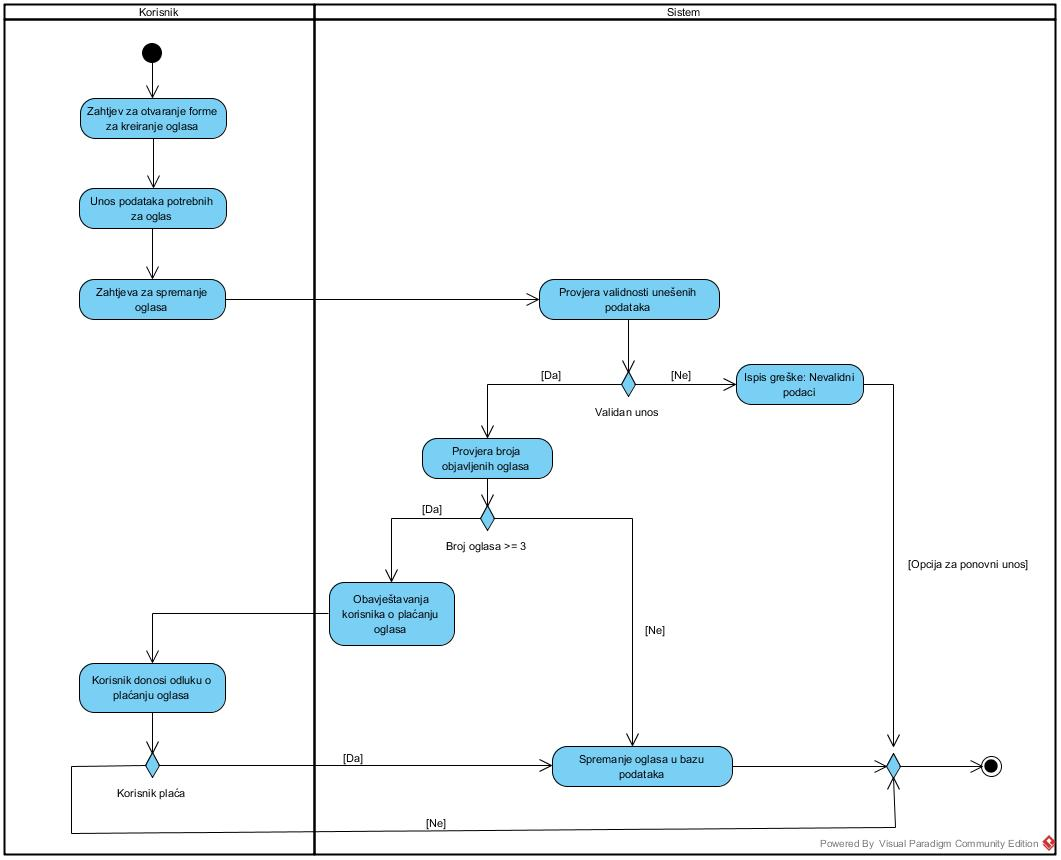 Korisnik
Sistem
Zahtjev za otvaranje forme
za kreiranje oglasa
Unos podataka potrebnih
za oglas
Zahtjeva za spremanje
oglasa
Provjera validnosti unešenih
podataka
[Da]
[Ne]
Ispis greške: Nevalidni
podaci
Validan unos
Provjera broja
objavljenih oglasa
[Da]
Broj oglasa >= 3
[Opcija za ponovni unos]
Obavještavanja
korisnika o plaćanju
oglasa
[Ne]
Korisnik donosi odluku o
plaćanju oglasa
[Da]
Spremanje oglasa u bazu
podataka
Korisnik plaća
[Ne]
Powered By Visual Paradigm Community Edition